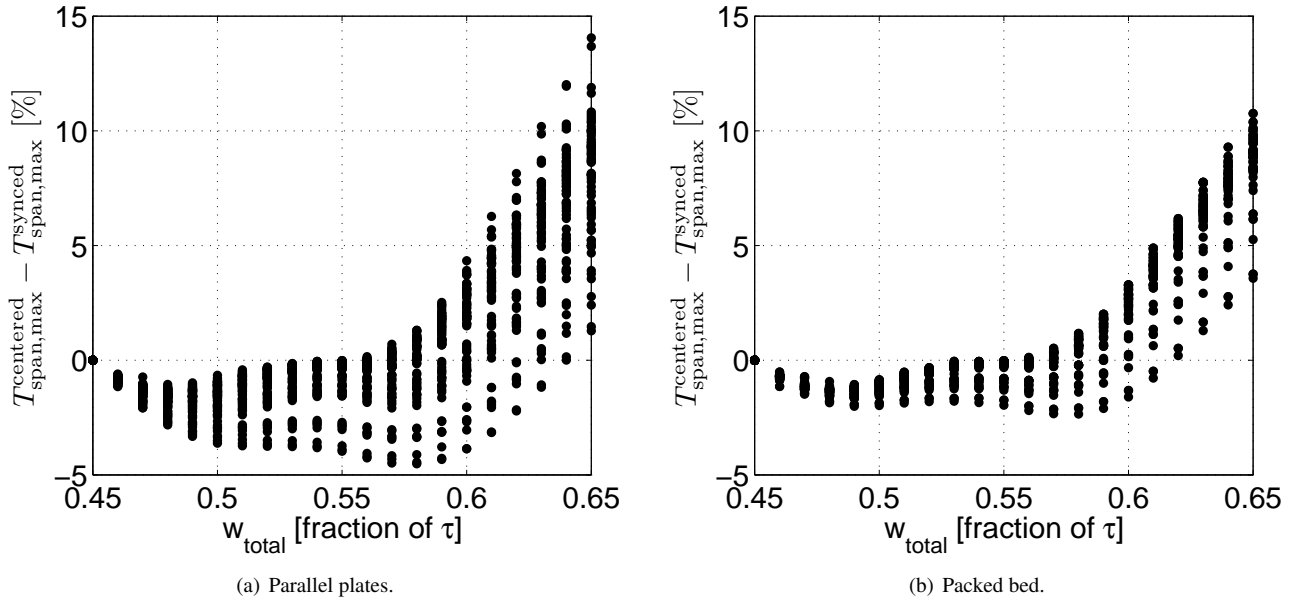 15
10
5
0
−5
0.45 0.5 0.55 0.6 0.65
w_total [fraction of τ]
T^centered_span,max − T^synced_span,max [%]
(a) Parallel plates.
15
10
5
0
−5
0.45 0.5 0.55 0.6 0.65
w_total [fraction of τ]
T^centered_span,max − T^synced_span,max [%]
(b) Packed bed.